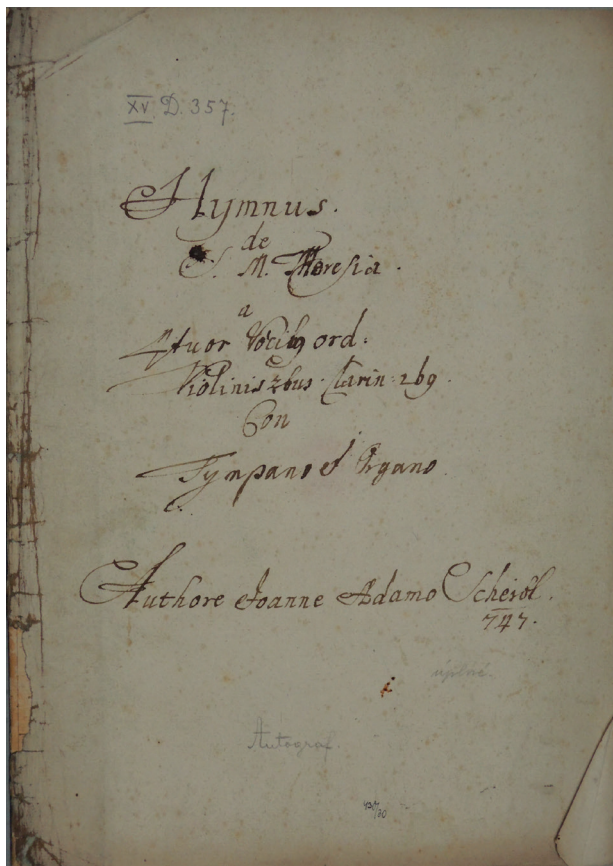 XV D. 357.
Hymnus.
de
S. M. Theresia.
a
4tuor Vocibg ord:
Violinis 2bus. Clarin: 2bg.
Con
Tympano et Organo
Authore Joanne Adamo Scheibl.
747.
úplné.
Autograf.